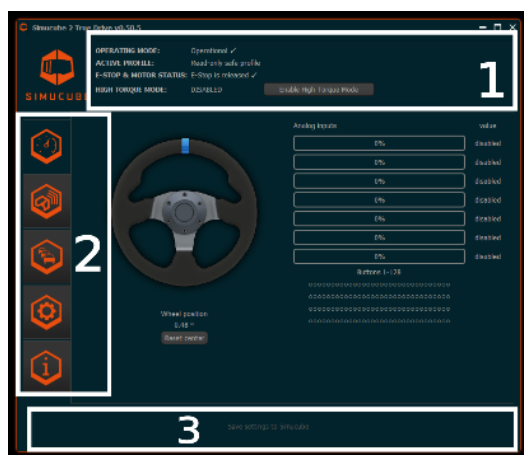 Simucube 2 True Drive v0.50.5
OPERATING MODE: Operational ✓
ACTIVE PROFILE: Read-only safe profile
E-STOP & MOTOR STATUS: E-Stop is released ✓
HIGH TORQUE MODE: DISABLED Enable High Torque Mode
1
SIMUCUBE
2
Analog Inputs value
0% disabled
0% disabled
0% disabled
0% disabled
0% disabled
0% disabled
0% disabled
Buttons 1-128
Wheel position
0.48 °
Reset center
3
Save settings to simucube